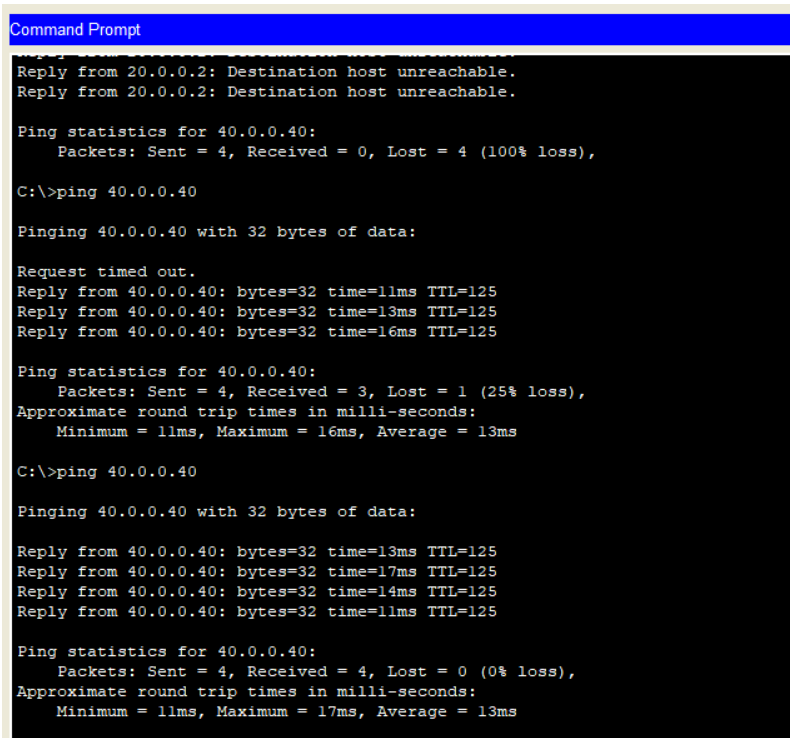 Command Prompt
Reply from 20.0.0.2: Destination host unreachable.
Reply from 20.0.0.2: Destination host unreachable.
Reply from 20.0.0.2: Destination host unreachable.
Ping statistics for 40.0.0.40:
Packets: Sent = 4, Received = 0, Lost = 4 (100% loss),
C:\>ping 40.0.0.40
Pinging 40.0.0.40 with 32 bytes of data:
Request timed out.
Reply from 40.0.0.40: bytes=32 time=11ms TTL=125
Reply from 40.0.0.40: bytes=32 time=13ms TTL=125
Reply from 40.0.0.40: bytes=32 time=16ms TTL=125
Ping statistics for 40.0.0.40:
Packets: Sent = 4, Received = 3, Lost = 1 (25% loss),
Approximate round trip times in milli-seconds:
Minimum = 11ms, Maximum = 16ms, Average = 13ms
C:\>ping 40.0.0.40
Pinging 40.0.0.40 with 32 bytes of data:
Reply from 40.0.0.40: bytes=32 time=13ms TTL=125
Reply from 40.0.0.40: bytes=32 time=17ms TTL=125
Reply from 40.0.0.40: bytes=32 time=14ms TTL=125
Reply from 40.0.0.40: bytes=32 time=11ms TTL=125
Ping statistics for 40.0.0.40:
Packets: Sent = 4, Received = 4, Lost = 0 (0% loss),
Approximate round trip times in milli-seconds:
Minimum = 11ms, Maximum = 17ms, Average = 13ms